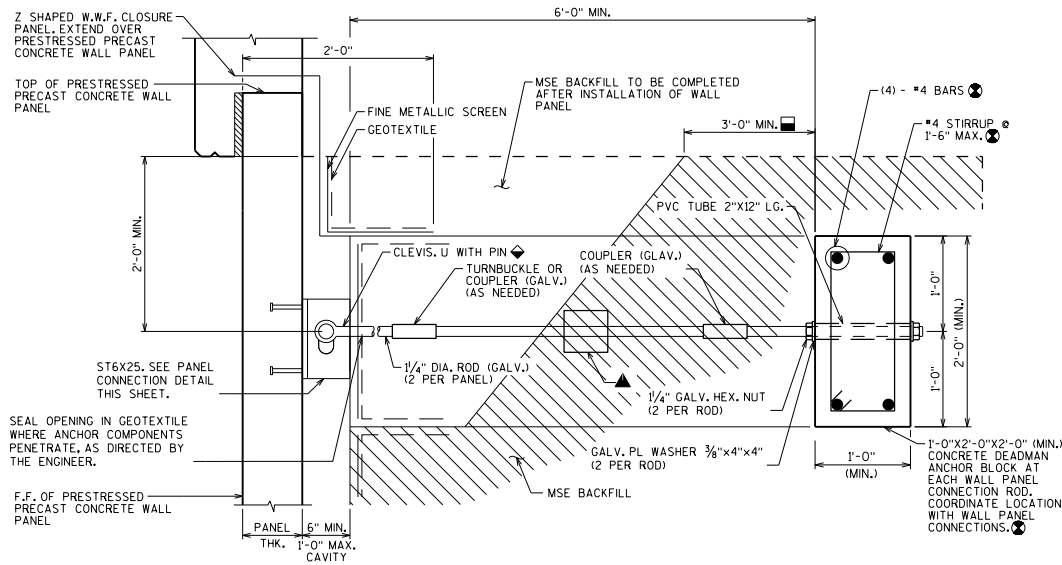 Z SHAPED W.W.F. CLOSURE
PANEL. EXTEND OVER
PRESTRESSED PRECAST
CONCRETE WALL PANEL
TOP OF PRESTRESSED
PRECAST CONCRETE WALL
PANEL
6'-0" MIN.
2'-0"
FINE METALLIC SCREEN
GEOTEXTILE
MSE BACKFILL TO BE COMPLETED
AFTER INSTALLATION OF WALL
PANEL
3'-0" MIN.
(4) - #4 BARS
#4 STIRRUP @
1'-6" MAX.
PVC TUBE 2"X12" LG.
2'-0" MIN.
CLEVIS. U WITH PIN
TURNBUCKLE OR
COUPLER (GALV.)
(AS NEEDED)
COUPLER (GLAV.)
(AS NEEDED)
1'-0"
1'-0"
2'-0" (MIN.)
ST6X25. SEE PANEL
CONNECTION DETAIL
THIS SHEET.
1 1/4" DIA. ROD (GALV.)
(2 PER PANEL)
1 1/4" GALV. HEX. NUT
(2 PER ROD)
SEAL OPENING IN GEOTEXTILE
WHERE ANCHOR COMPONENTS
PENETRATE, AS DIRECTED BY
THE ENGINEER.
GALV. PL WASHER 3/8"x4"x4"
(2 PER ROD)
MSE BACKFILL
1'-0"
(MIN.)
1'-0"X2'-0"X2'-0" (MIN.)
CONCRETE DEADMAN
ANCHOR BLOCK AT
EACH WALL PANEL
CONNECTION ROD.
COORDINATE LOCATION
WITH WALL PANEL
CONNECTIONS.
F.F. OF PRESTRESSED
PRECAST CONCRETE WALL
PANEL
PANEL
THK.
6" MIN.
1'-0" MAX.
CAVITY